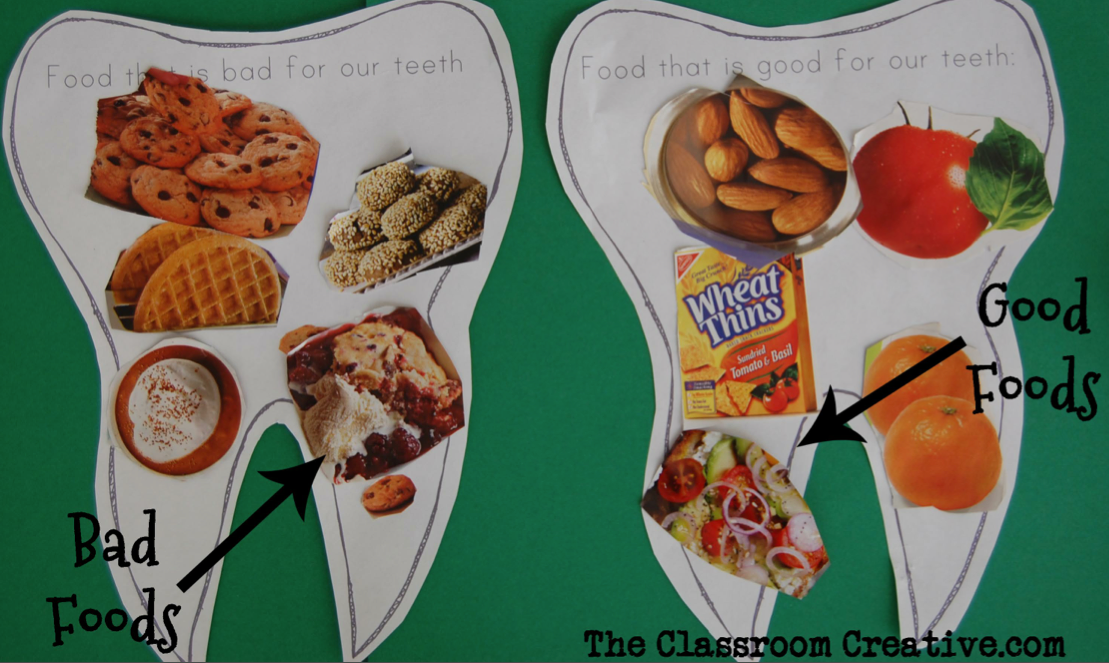 Food that is bad for our teeth
Food that is good for our teeth:
Wheat
Thins
Sundried
Tomato & Basil
Good
Foods
Bad
Foods
The Classroom Creative.com